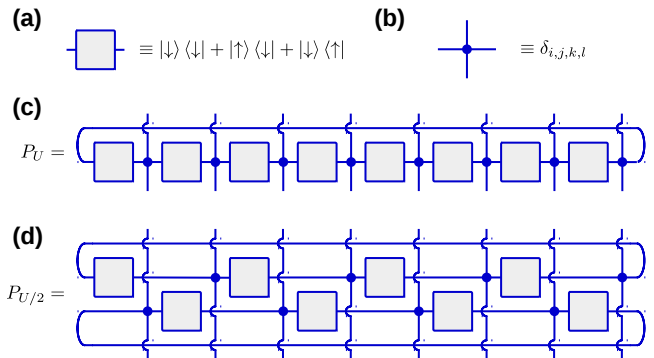 (a)
≡ |↓⟩ ⟨↓| + |↑⟩ ⟨↓| + |↓⟩ ⟨↑|
(b)
≡ δ_{i,j,k,l}
(c)
P_U =
(d)
P_{U/2} =